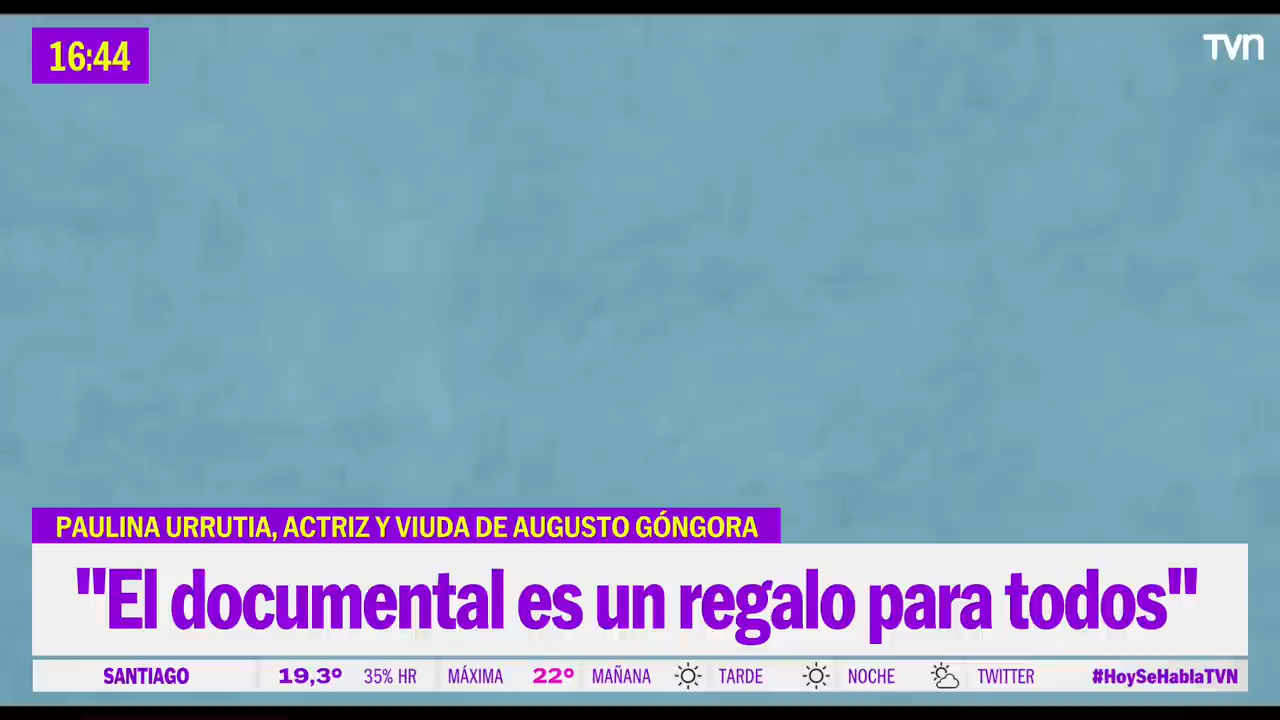 16:44
TVN
PAULINA URRUTIA, ACTRIZ Y VIUDA DE AUGUSTO GÓNGORA
"El documental es un regalo para todos"
SANTIAGO 19,3° 35% HR MÁXIMA 22° MAÑANA TARDE NOCHE TWITTER #HoySeHablaTVN